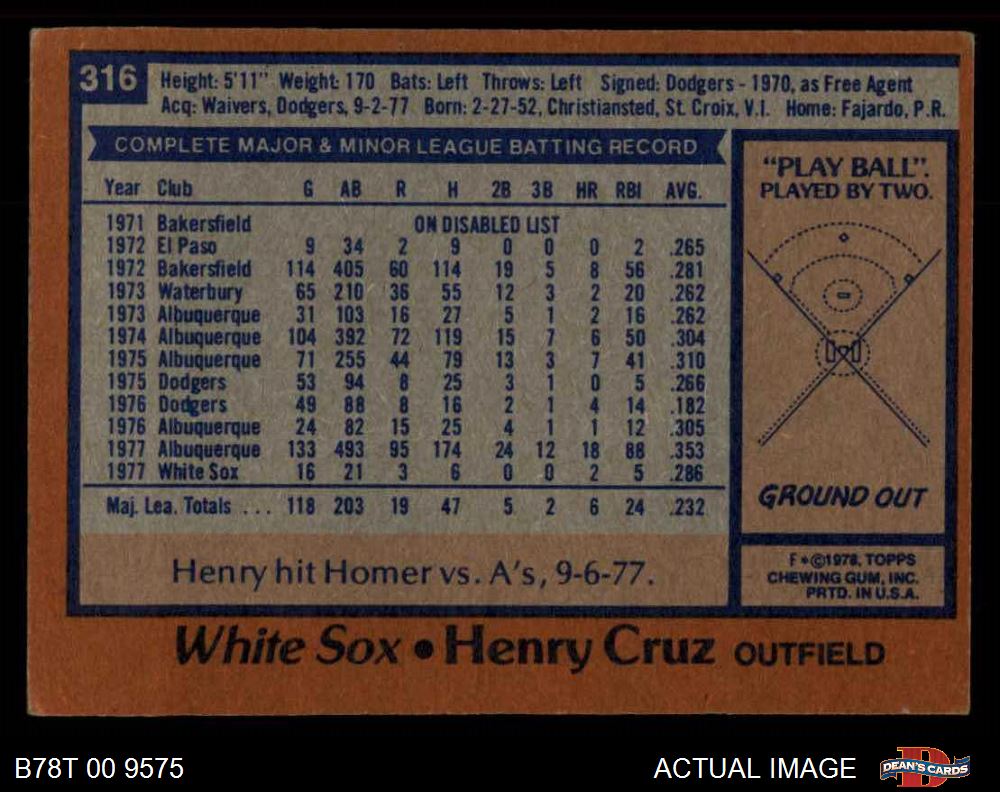 316
Height: 5'11" Weight: 170 Bats: Left Throws: Left Signed: Dodgers - 1970, as Free Agent
Acq: Waivers, Dodgers, 9-2-77 Born: 2-27-52, Christiansted, St. Croix, V.I. Home: Fajardo, P.R.
COMPLETE MAJOR & MINOR LEAGUE BATTING RECORD
Year Club G AB R H 2B 3B HR RBI AVG.
1971 Bakersfield ON DISABLED LIST
1972 El Paso 9 34 2 9 0 0 0 2 .265
1972 Bakersfield 114 405 60 114 19 5 8 56 .281
1973 Waterbury 65 210 36 55 12 3 2 20 .262
1973 Albuquerque 31 103 16 27 5 1 2 16 .262
1974 Albuquerque 104 392 72 119 15 7 6 50 .304
1975 Albuquerque 71 255 44 79 13 3 7 41 .310
1975 Dodgers 53 94 8 25 3 1 0 5 .266
1976 Dodgers 49 88 8 16 2 1 4 14 .182
1976 Albuquerque 24 82 15 25 4 1 1 12 .305
1977 Albuquerque 133 493 95 174 24 12 18 88 .353
1977 White Sox 16 21 3 6 0 0 2 5 .286
Maj. Lea. Totals ... 118 203 19 47 5 2 6 24 .232
Henry hit Homer vs. A's, 9-6-77.
"PLAY BALL".
PLAYED BY TWO.
GROUND OUT
F*©1978, TOPPS
CHEWING GUM, INC.
PRTD. IN U.S.A.
White Sox • Henry Cruz OUTFIELD
B78T 00 9575
ACTUAL IMAGE
D
DEAN'S CARDS